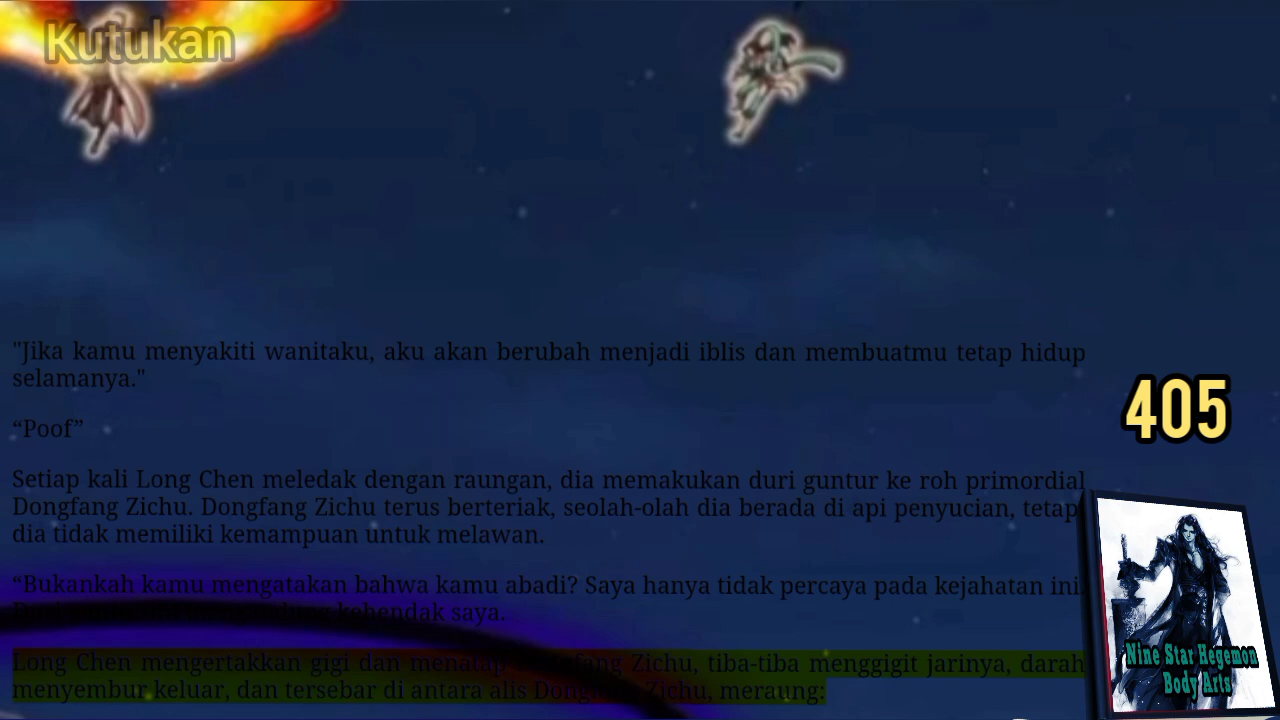 Kutukan
"Jika kamu menyakiti wanitaku, aku akan berubah menjadi iblis dan membuatmu tetap hidup
selamanya."
“Poof”
Setiap kali Long Chen meledak dengan raungan, dia memakukan duri guntur ke roh primordial
Dongfang Zichu. Dongfang Zichu terus berteriak, seolah-olah dia berada di api penyucian, tetapi
dia tidak memiliki kemampuan untuk melawan.
“Bukankah kamu mengatakan bahwa kamu abadi? Saya hanya tidak percaya pada kejahatan ini.
kehendak saya.
Long Chen mengertakkan gigi dan menatap Dongfang Zichu, tiba-tiba menggigit jarinya, darah
menyembur keluar, dan tersebar di antara alis Dongfang Zichu, meraung:
405
Nine Star Hegemon
Body Arts